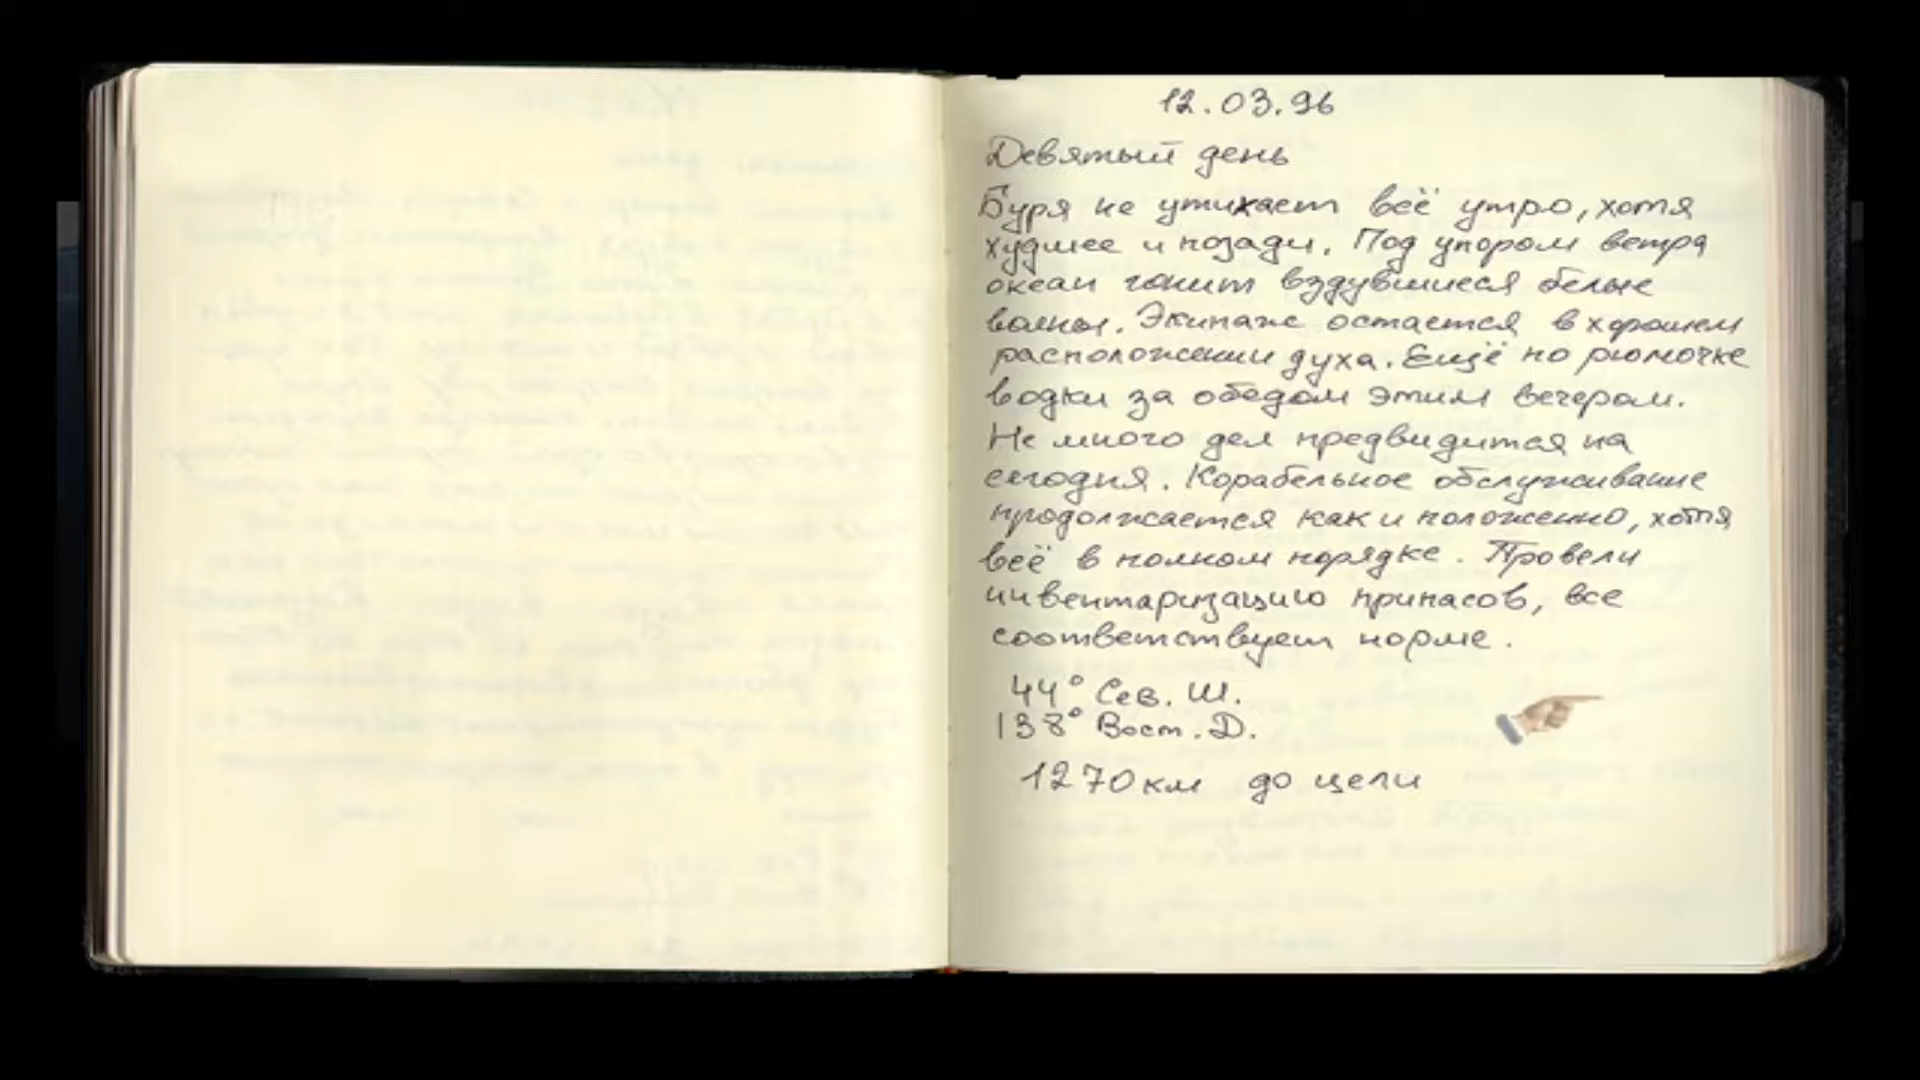 12.03.96
Девятый день
Буря не утихает всё утро, хотя
худшее и позади. Под упором ветра
океан гонит вздувшиеся белые
волны. Экипаж остается в хорошем
расположении духа. Ещё по рюмочке
водки за обедом этим вечером.
Не много дел предвидится на
сегодня. Корабельное обслуживание
продолжается как и положенно, хотя
всё в полном порядке. Провели
инвентаризацию припасов, все
соответствует норме.
44° Сев. Ш.
138° Вост. Д.
1270км до цели